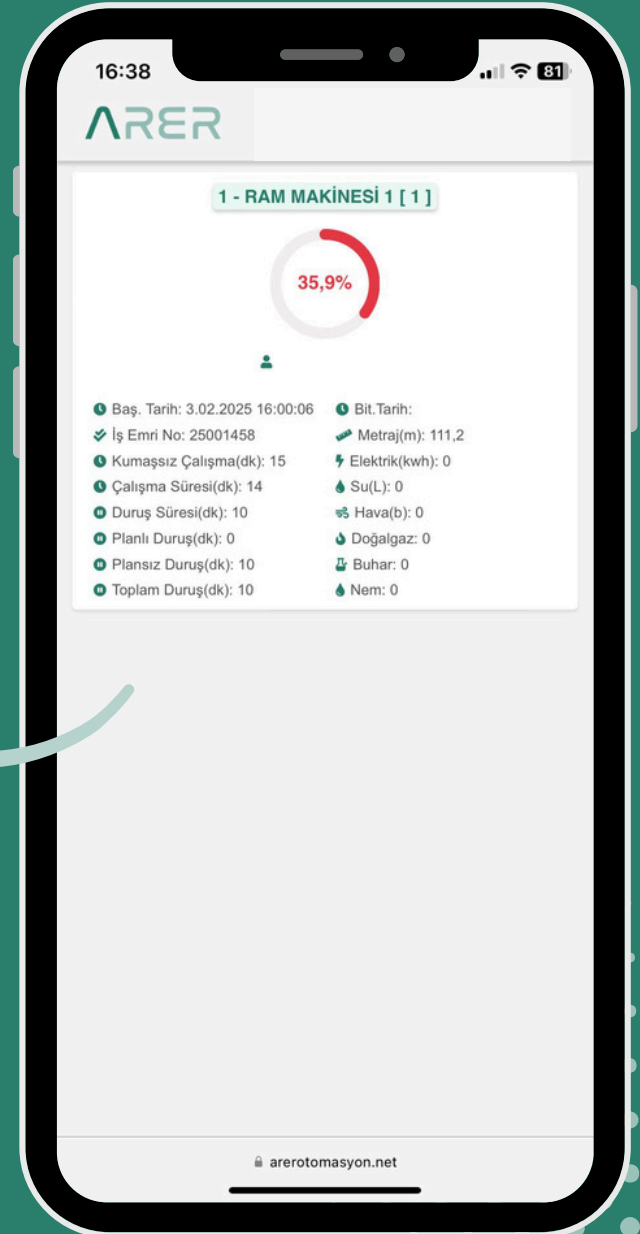 16:38
81
ARER
1 - RAM MAKİNESİ 1 [ 1 ]
35,9%
Baş. Tarih: 3.02.2025 16:00:06
Bit.Tarih:
İş Emri No: 25001458
Metraj(m): 111,2
Kumaşsız Çalışma(dk): 15
Elektrik(kwh): 0
Çalışma Süresi(dk): 14
Su(L): 0
Duruş Süresi(dk): 10
Hava(b): 0
Planlı Duruş(dk): 0
Doğalgaz: 0
Plansız Duruş(dk): 10
Buhar: 0
Toplam Duruş(dk): 10
Nem: 0
arerotomasyon.net